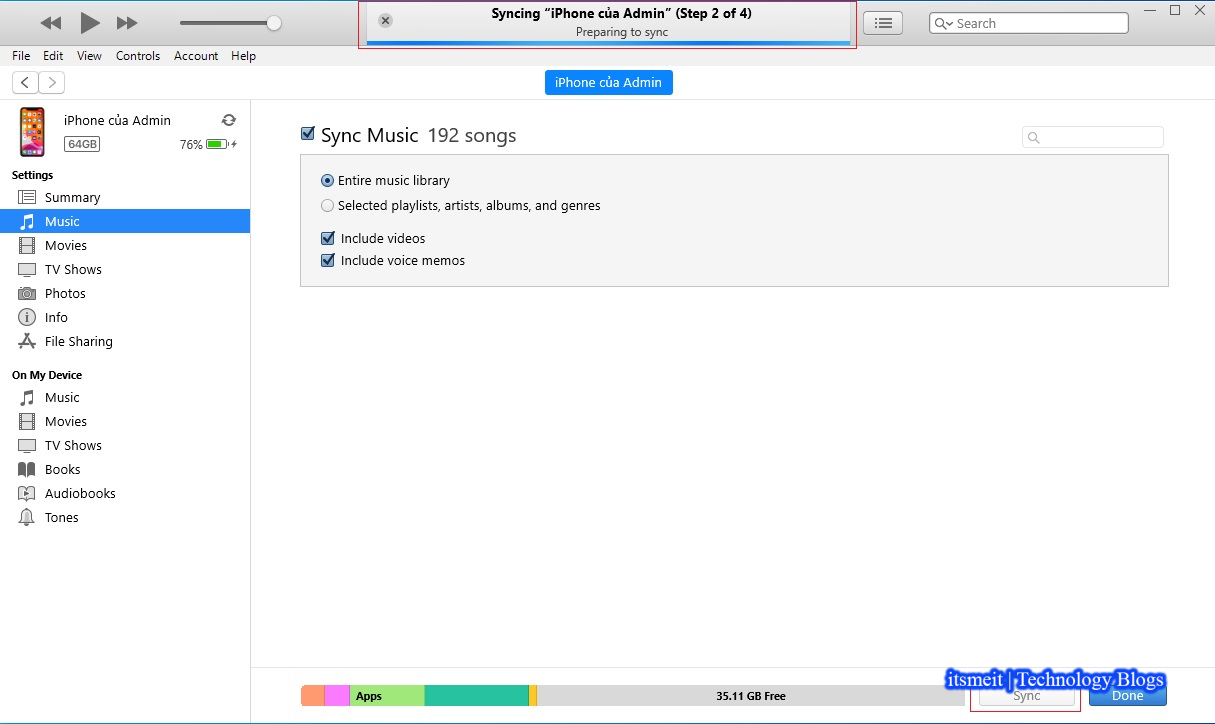 Syncing “iPhone của Admin” (Step 2 of 4)
Preparing to sync
Search
File Edit View Controls Account Help
iPhone của Admin
iPhone của Admin
64GB
76%
Settings
Summary
Music
Movies
TV Shows
Photos
Info
File Sharing
On My Device
Music
Movies
TV Shows
Books
Audiobooks
Tones
Sync Music 192 songs
Entire music library
Selected playlists, artists, albums, and genres
Include videos
Include voice memos
Apps
35.11 GB Free
itsmeit | Technology Blogs
Sync
Done